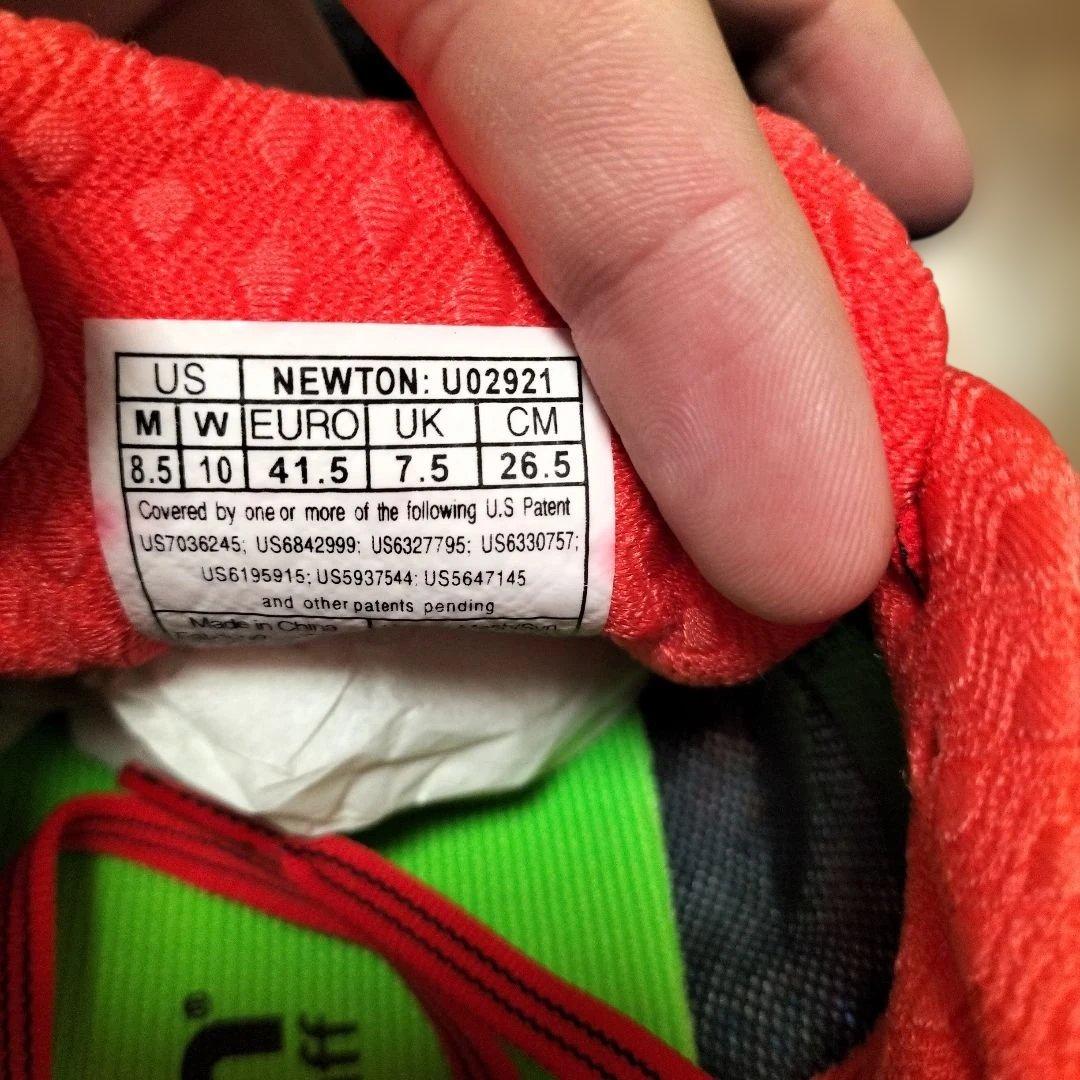 US NEWTON: U02921
M W EURO UK CM
8.5 10 41.5 7.5 26.5
Covered by one or more of the following U.S Patent
US7036245; US6842999; US6327795; US6330757;
US6195915; US5937544; US5647145
and other patents pending
Made in China
n®
ff